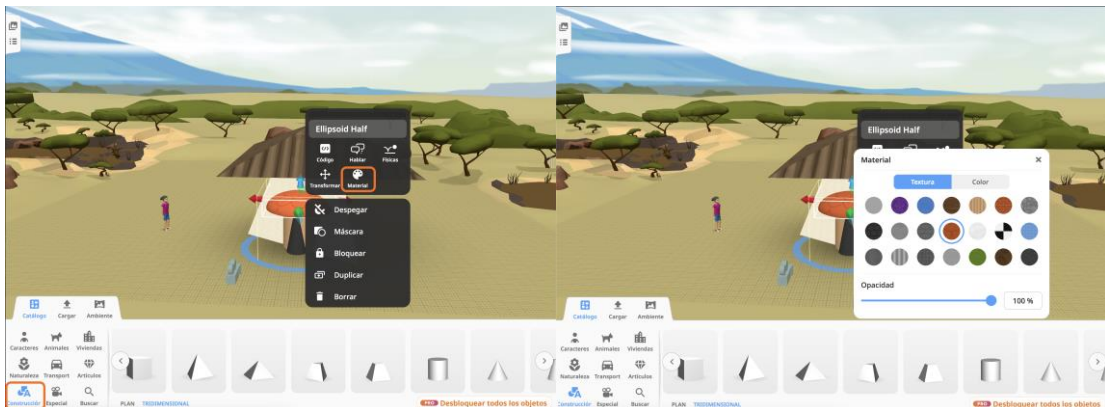 Ellipsoid Half
Código Hablar Físicas
Transformar Material
Despegar
Máscara
Bloquear
Duplicar
Borrar
Catálogo Cargar Ambiente
Caracteres Animales Viviendas
Naturaleza Transport Artículos
Construcción Especial Buscar
PLAN TRIDIMENSIONAL
PRO Desbloquear todos los objetos
Ellipsoid Half
Material
Textura Color
Opacidad
100 %
Catálogo Cargar Ambiente
Caracteres Animales Viviendas
Naturaleza Transport Artículos
Construcción Especial Buscar
PLAN TRIDIMENSIONAL
PRO Desbloquear todos los objetos